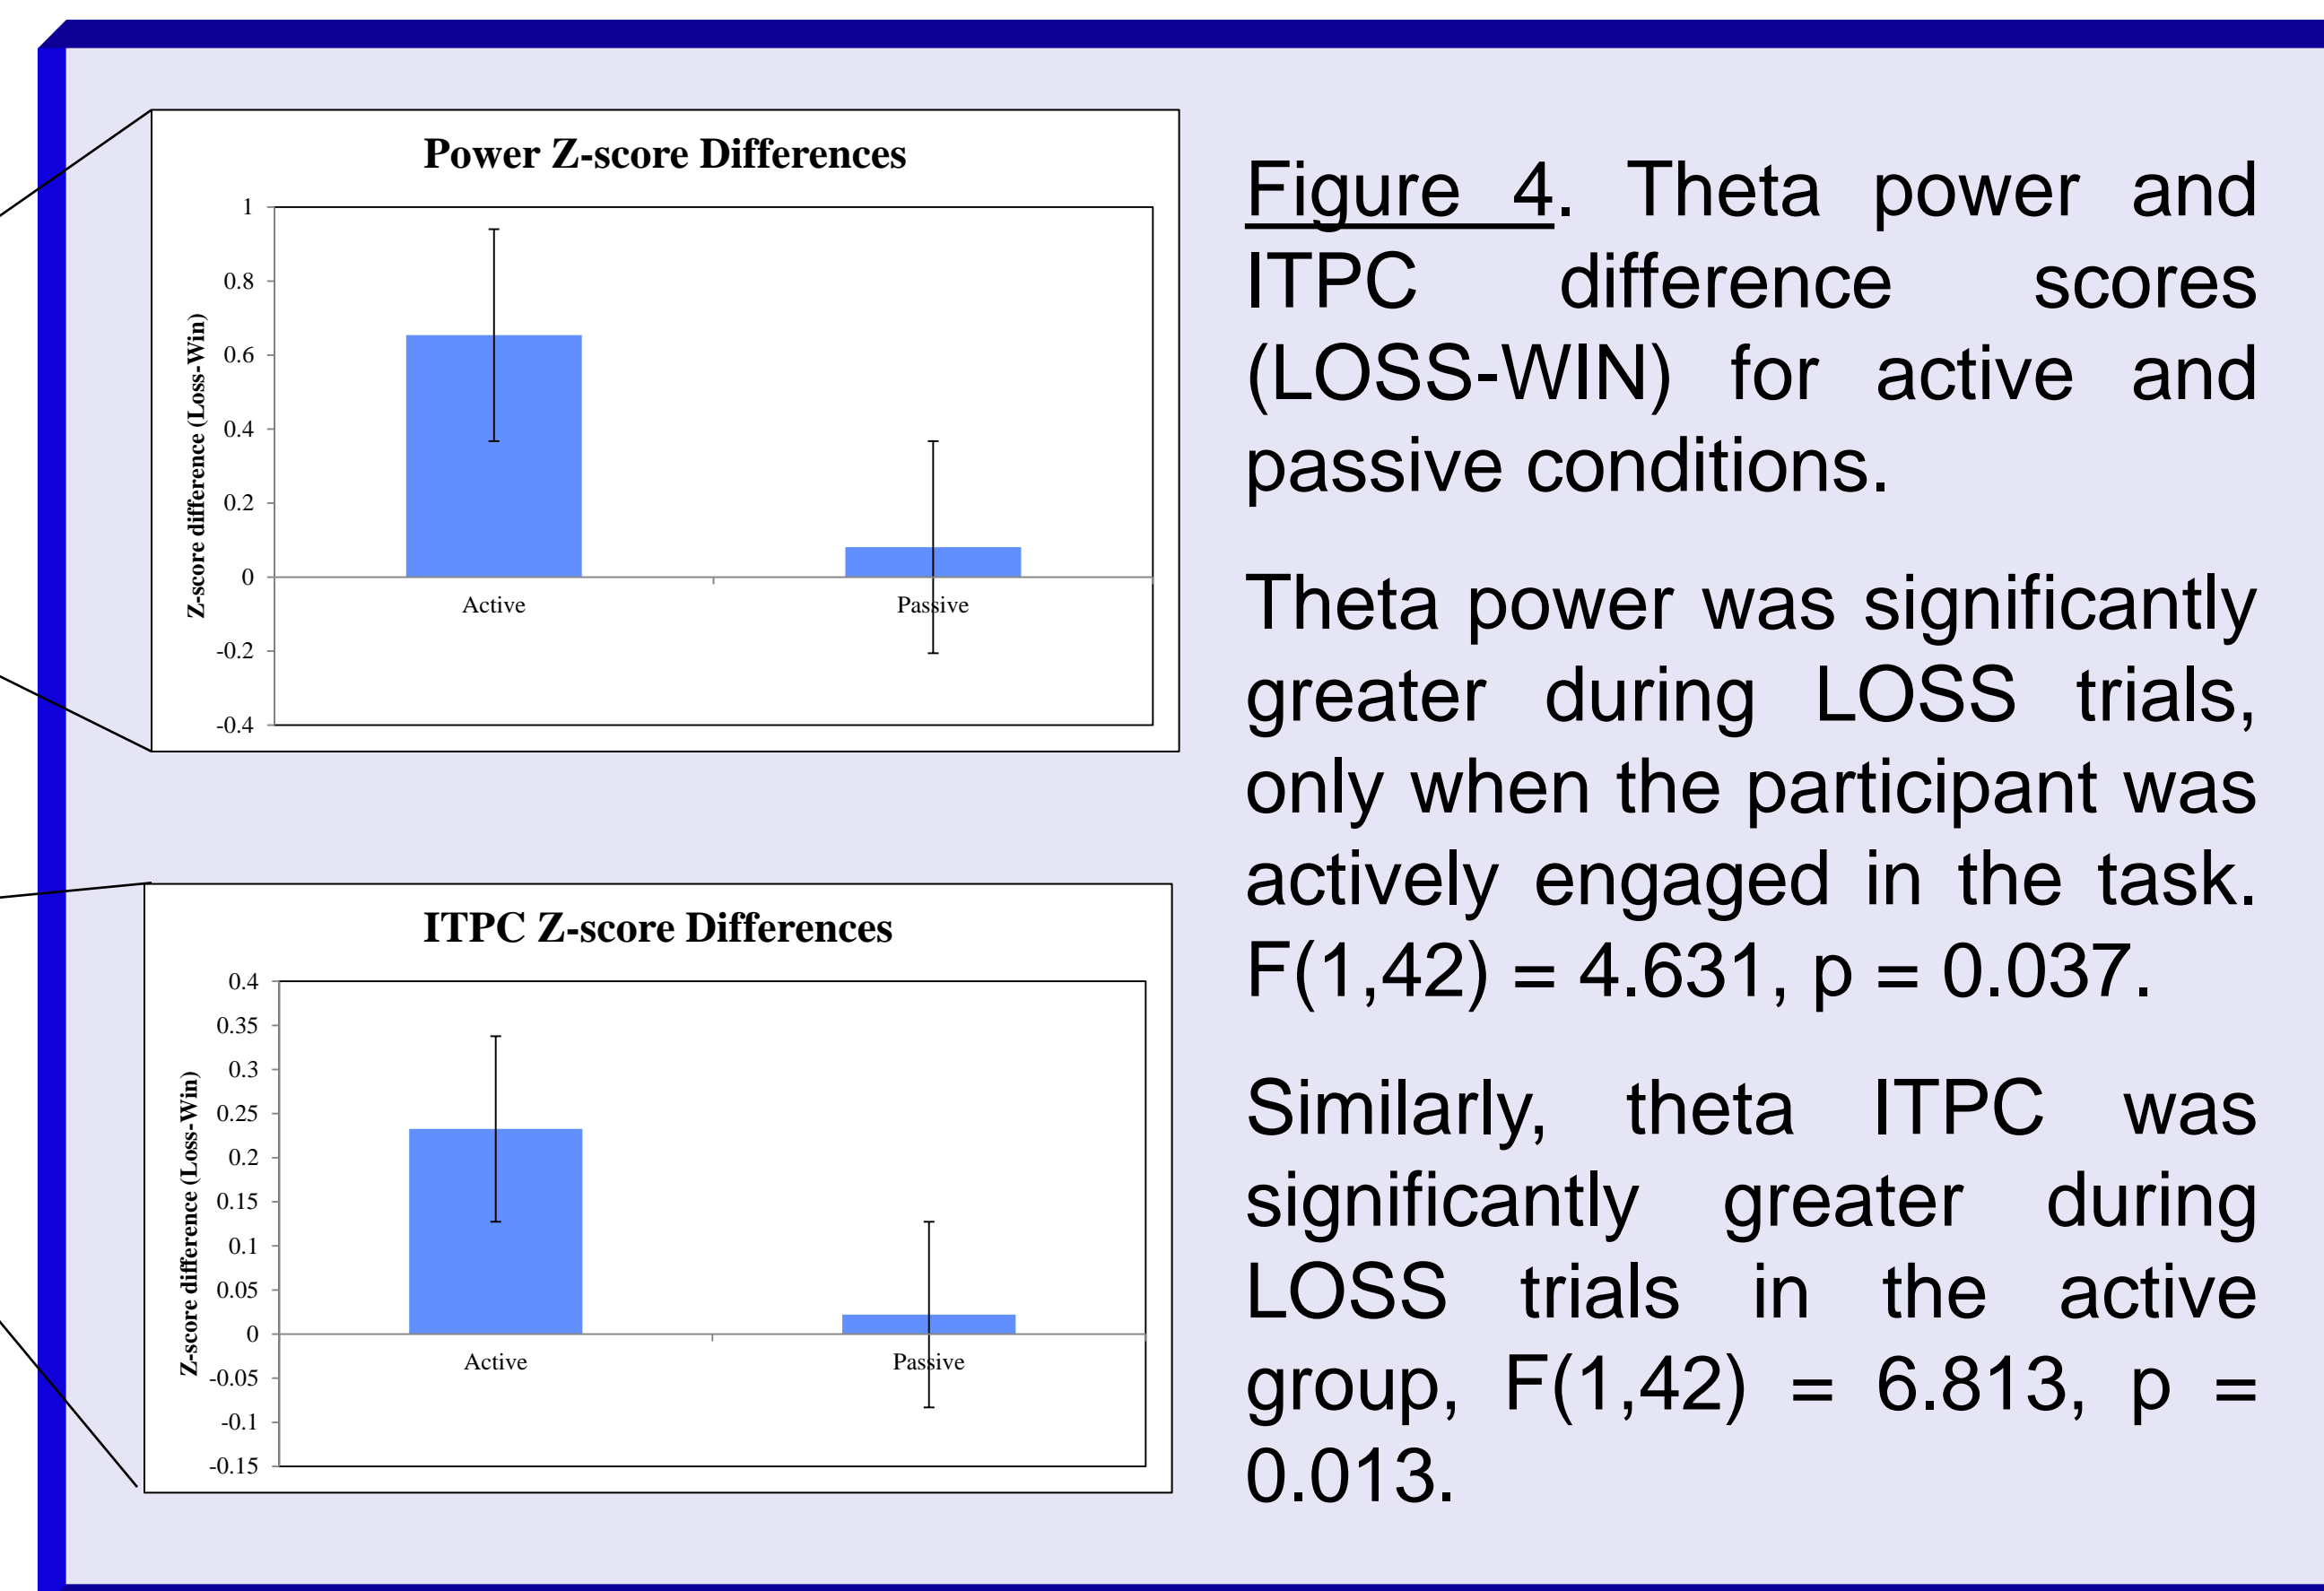 Power Z-score Differences
Z-score difference (Loss-Win)
1
0.8
0.6
0.4
0.2
0
-0.2
-0.4
Active Passive
ITPC Z-score Differences
Z-score difference (Loss-Win)
0.4
0.35
0.3
0.25
0.2
0.15
0.1
0.05
0
-0.05
-0.1
-0.15
Active Passive
Figure 4. Theta power and
ITPC difference scores
(LOSS-WIN) for active and
passive conditions.
Theta power was significantly
greater during LOSS trials,
only when the participant was
actively engaged in the task.
F(1,42) = 4.631, p = 0.037.
Similarly, theta ITPC was
significantly greater during
LOSS trials in the active
group, F(1,42) = 6.813, p =
0.013.